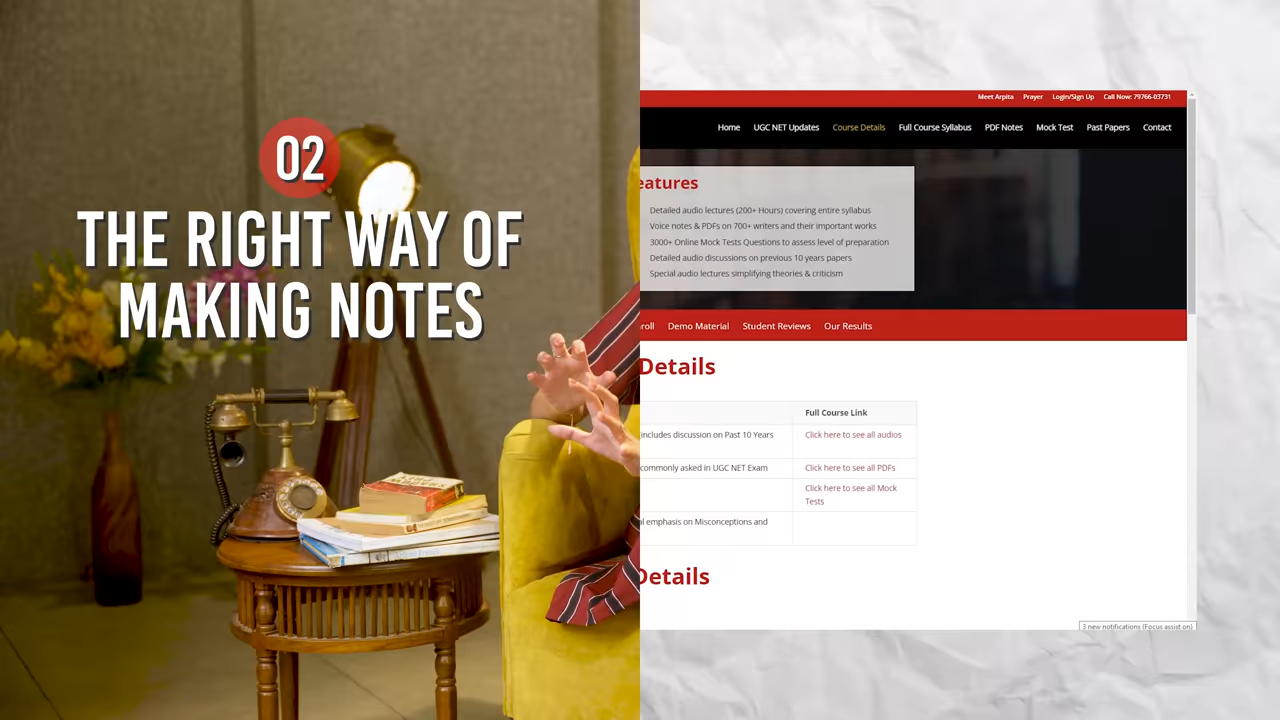 02
THE RIGHT WAY OF
MAKING NOTES
Meet Arpita Prayer Login/Sign Up Call Now: 79766-03731
Home UGC NET Updates Course Details Full Course Syllabus PDF Notes Mock Test Past Papers Contact
eatures
Detailed audio lectures (200+ Hours) covering entire syllabus
Voice notes & PDFs on 700+ writers and their important works
3000+ Online Mock Tests Questions to assess level of preparation
Detailed audio discussions on previous 10 years papers
Special audio lectures simplifying theories & criticism
roll Demo Material Student Reviews Our Results
Details
Full Course Link
includes discussion on Past 10 Years Click here to see all audios
commonly asked in UGC NET Exam Click here to see all PDFs
Click here to see all Mock
Tests
al emphasis on Misconceptions and
Details
3 new notifications (Focus assist on)